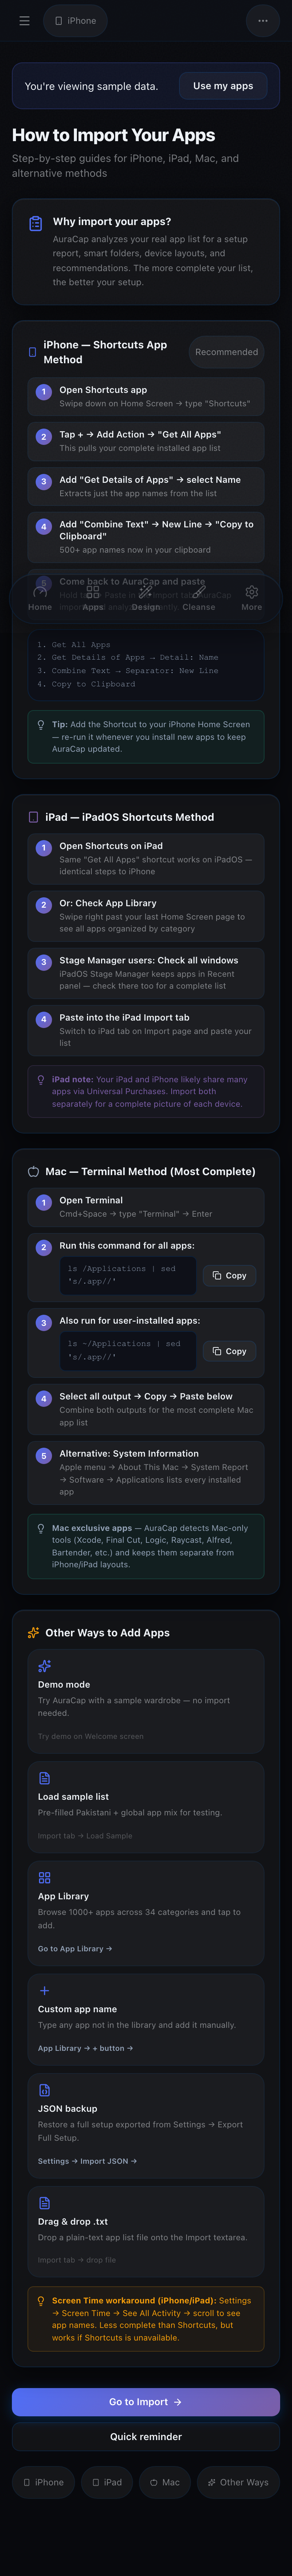 iPhone
You're viewing sample data.
Use my apps
How to Import Your Apps
Step-by-step guides for iPhone, iPad, Mac, and
alternative methods
Why import your apps?
AuraCap analyzes your real app list for a setup
report, smart folders, device layouts, and
recommendations. The more complete your list,
the better your setup.
iPhone — Shortcuts App
Method
Recommended
1
Open Shortcuts app
Swipe down on Home Screen → type "Shortcuts"
2
Tap + → Add Action → "Get All Apps"
This pulls your complete installed app list
3
Add "Get Details of Apps" → select Name
Extracts just the app names from the list
4
Add "Combine Text" → New Line → "Copy to
Clipboard"
500+ app names now in your clipboard
5
Come back to AuraCap and paste
Home
Apps
Design
Cleanse
More
1. Get All Apps
2. Get Details of Apps → Detail: Name
3. Combine Text → Separator: New Line
4. Copy to Clipboard
Tip: Add the Shortcut to your iPhone Home Screen
— re-run it whenever you install new apps to keep
AuraCap updated.
iPad — iPadOS Shortcuts Method
1
Open Shortcuts on iPad
Same "Get All Apps" shortcut works on iPadOS —
identical steps to iPhone
2
Or: Check App Library
Swipe right past your last Home Screen page to
see all apps organized by category
3
Stage Manager users: Check all windows
iPadOS Stage Manager keeps apps in Recent
panel — check there too for a complete list
4
Paste into the iPad Import tab
Switch to iPad tab on Import page and paste your
list
iPad note: Your iPad and iPhone likely share many
apps via Universal Purchases. Import both
separately for a complete picture of each device.
Mac — Terminal Method (Most Complete)
1
Open Terminal
Cmd+Space → type "Terminal" → Enter
2
Run this command for all apps:
ls /Applications | sed
's/.app//'
Copy
3
Also run for user-installed apps:
ls ~/Applications | sed
's/.app//'
Copy
4
Select all output → Copy → Paste below
Combine both outputs for the most complete Mac
app list
5
Alternative: System Information
Apple menu → About This Mac → System Report
→ Software → Applications lists every installed
app
Mac exclusive apps — AuraCap detects Mac-only
tools (Xcode, Final Cut, Logic, Raycast, Alfred,
Bartender, etc.) and keeps them separate from
iPhone/iPad layouts.
Other Ways to Add Apps
Demo mode
Try AuraCap with a sample wardrobe — no import
needed.
Try demo on Welcome screen
Load sample list
Pre-filled Pakistani + global app mix for testing.
Import tab → Load Sample
App Library
Browse 1000+ apps across 34 categories and tap to
add.
Go to App Library →
Custom app name
Type any app not in the library and add it manually.
App Library → + button →
JSON backup
Restore a full setup exported from Settings → Export
Full Setup.
Settings → Import JSON →
Drag & drop .txt
Drop a plain-text app list file onto the Import textarea.
Import tab → drop file
Screen Time workaround (iPhone/iPad): Settings
→ Screen Time → See All Activity → scroll to see
app names. Less complete than Shortcuts, but
works if Shortcuts is unavailable.
Go to Import →
Quick reminder
iPhone
iPad
Mac
Other Ways